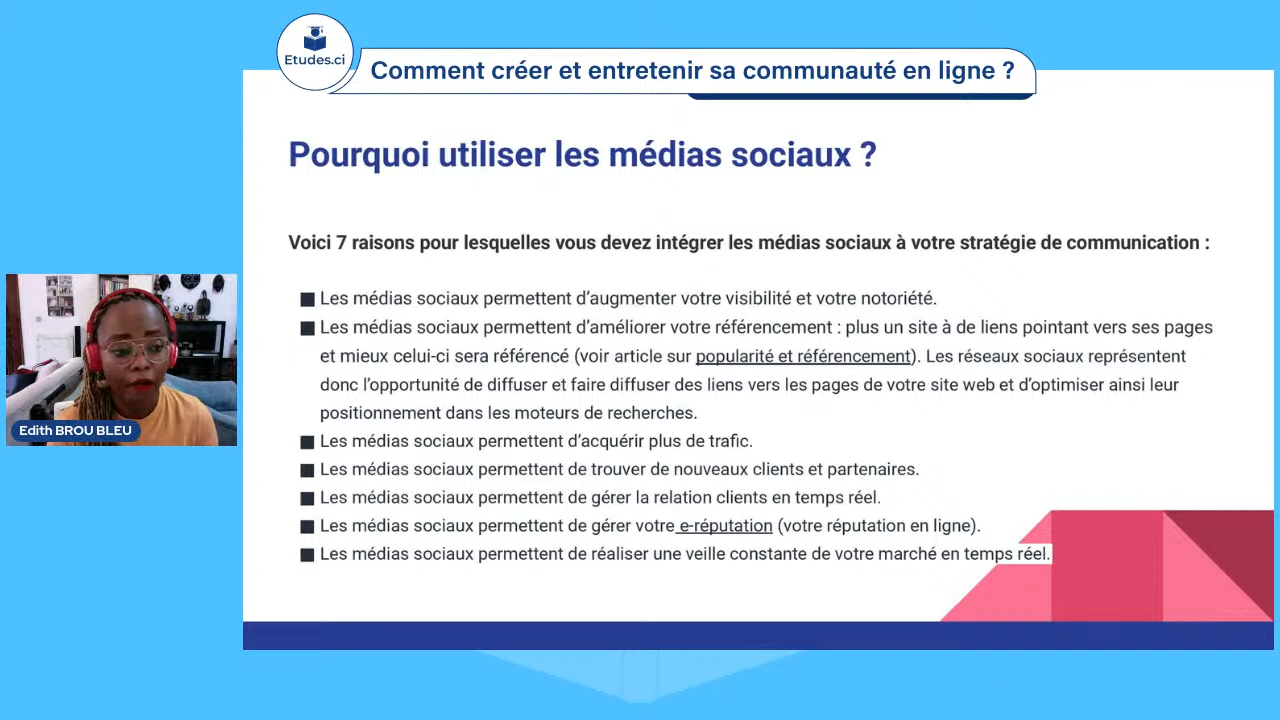 Etudes.ci
Comment créer et entretenir sa communauté en ligne ?
Pourquoi utiliser les médias sociaux ?
Voici 7 raisons pour lesquelles vous devez intégrer les médias sociaux à votre stratégie de communication :
■ Les médias sociaux permettent d’augmenter votre visibilité et votre notoriété.
■ Les médias sociaux permettent d’améliorer votre référencement : plus un site à de liens pointant vers ses pages
et mieux celui-ci sera référencé (voir article sur popularité et référencement). Les réseaux sociaux représentent
donc l’opportunité de diffuser et faire diffuser des liens vers les pages de votre site web et d’optimiser ainsi leur
positionnement dans les moteurs de recherches.
■ Les médias sociaux permettent d’acquérir plus de trafic.
■ Les médias sociaux permettent de trouver de nouveaux clients et partenaires.
■ Les médias sociaux permettent de gérer la relation clients en temps réel.
■ Les médias sociaux permettent de gérer votre e-réputation (votre réputation en ligne).
■ Les médias sociaux permettent de réaliser une veille constante de votre marché en temps réel.
Edith BROU BLEU